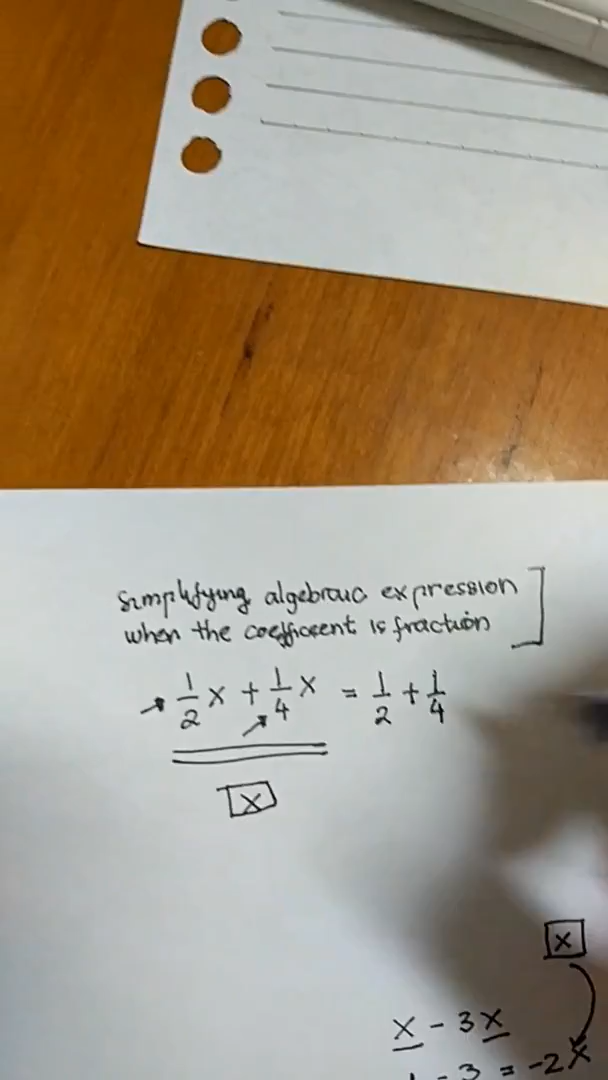 Simplifying algebraic expression
when the coefficient is fraction
1/2 x + 1/4 x = 1/2 + 1/4
x
x
x - 3x
1 - 3 = -2x